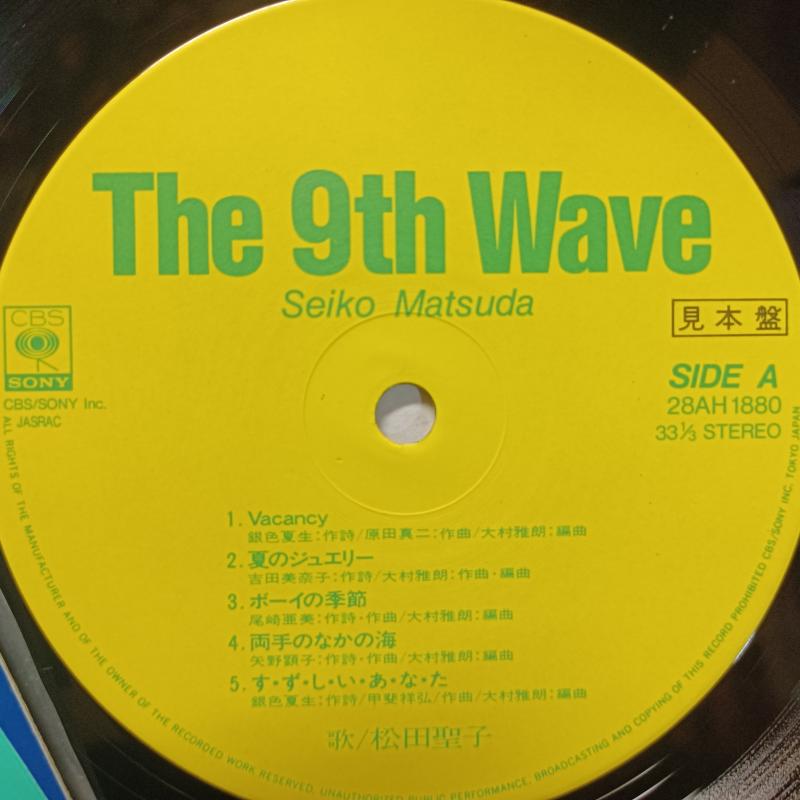 The 9th Wave
Seiko Matsuda
CBS
SONY
CBS/SONY Inc.
JASRAC
見本盤
SIDE A
28AH1880
33⅓ STEREO
1. Vacancy
銀色夏生:作詩/原田真二:作曲/大村雅朗:編曲
2. 夏のジュエリー
吉田美奈子:作詩/大村雅朗:作曲・編曲
3. ボーイの季節
尾崎亜美:作詩・作曲/大村雅朗:編曲
4. 両手のなかの海
矢野顕子:作詩・作曲/大村雅朗:編曲
5. す・ず・し・い・あ・な・た
銀色夏生:作詩/甲斐祥弘/作曲/大村雅朗:編曲
歌/松田聖子
ALL RIGHTS OF THE MANUFACTURER AND OF THE OWNER OF THE RECORDED WORK RESERVED. UNAUTHORIZED PUBLIC PERFORMANCE, BROADCASTING AND COPYING OF THIS RECORD PROHIBITED CBS/SONY INC. TOKYO JAPAN